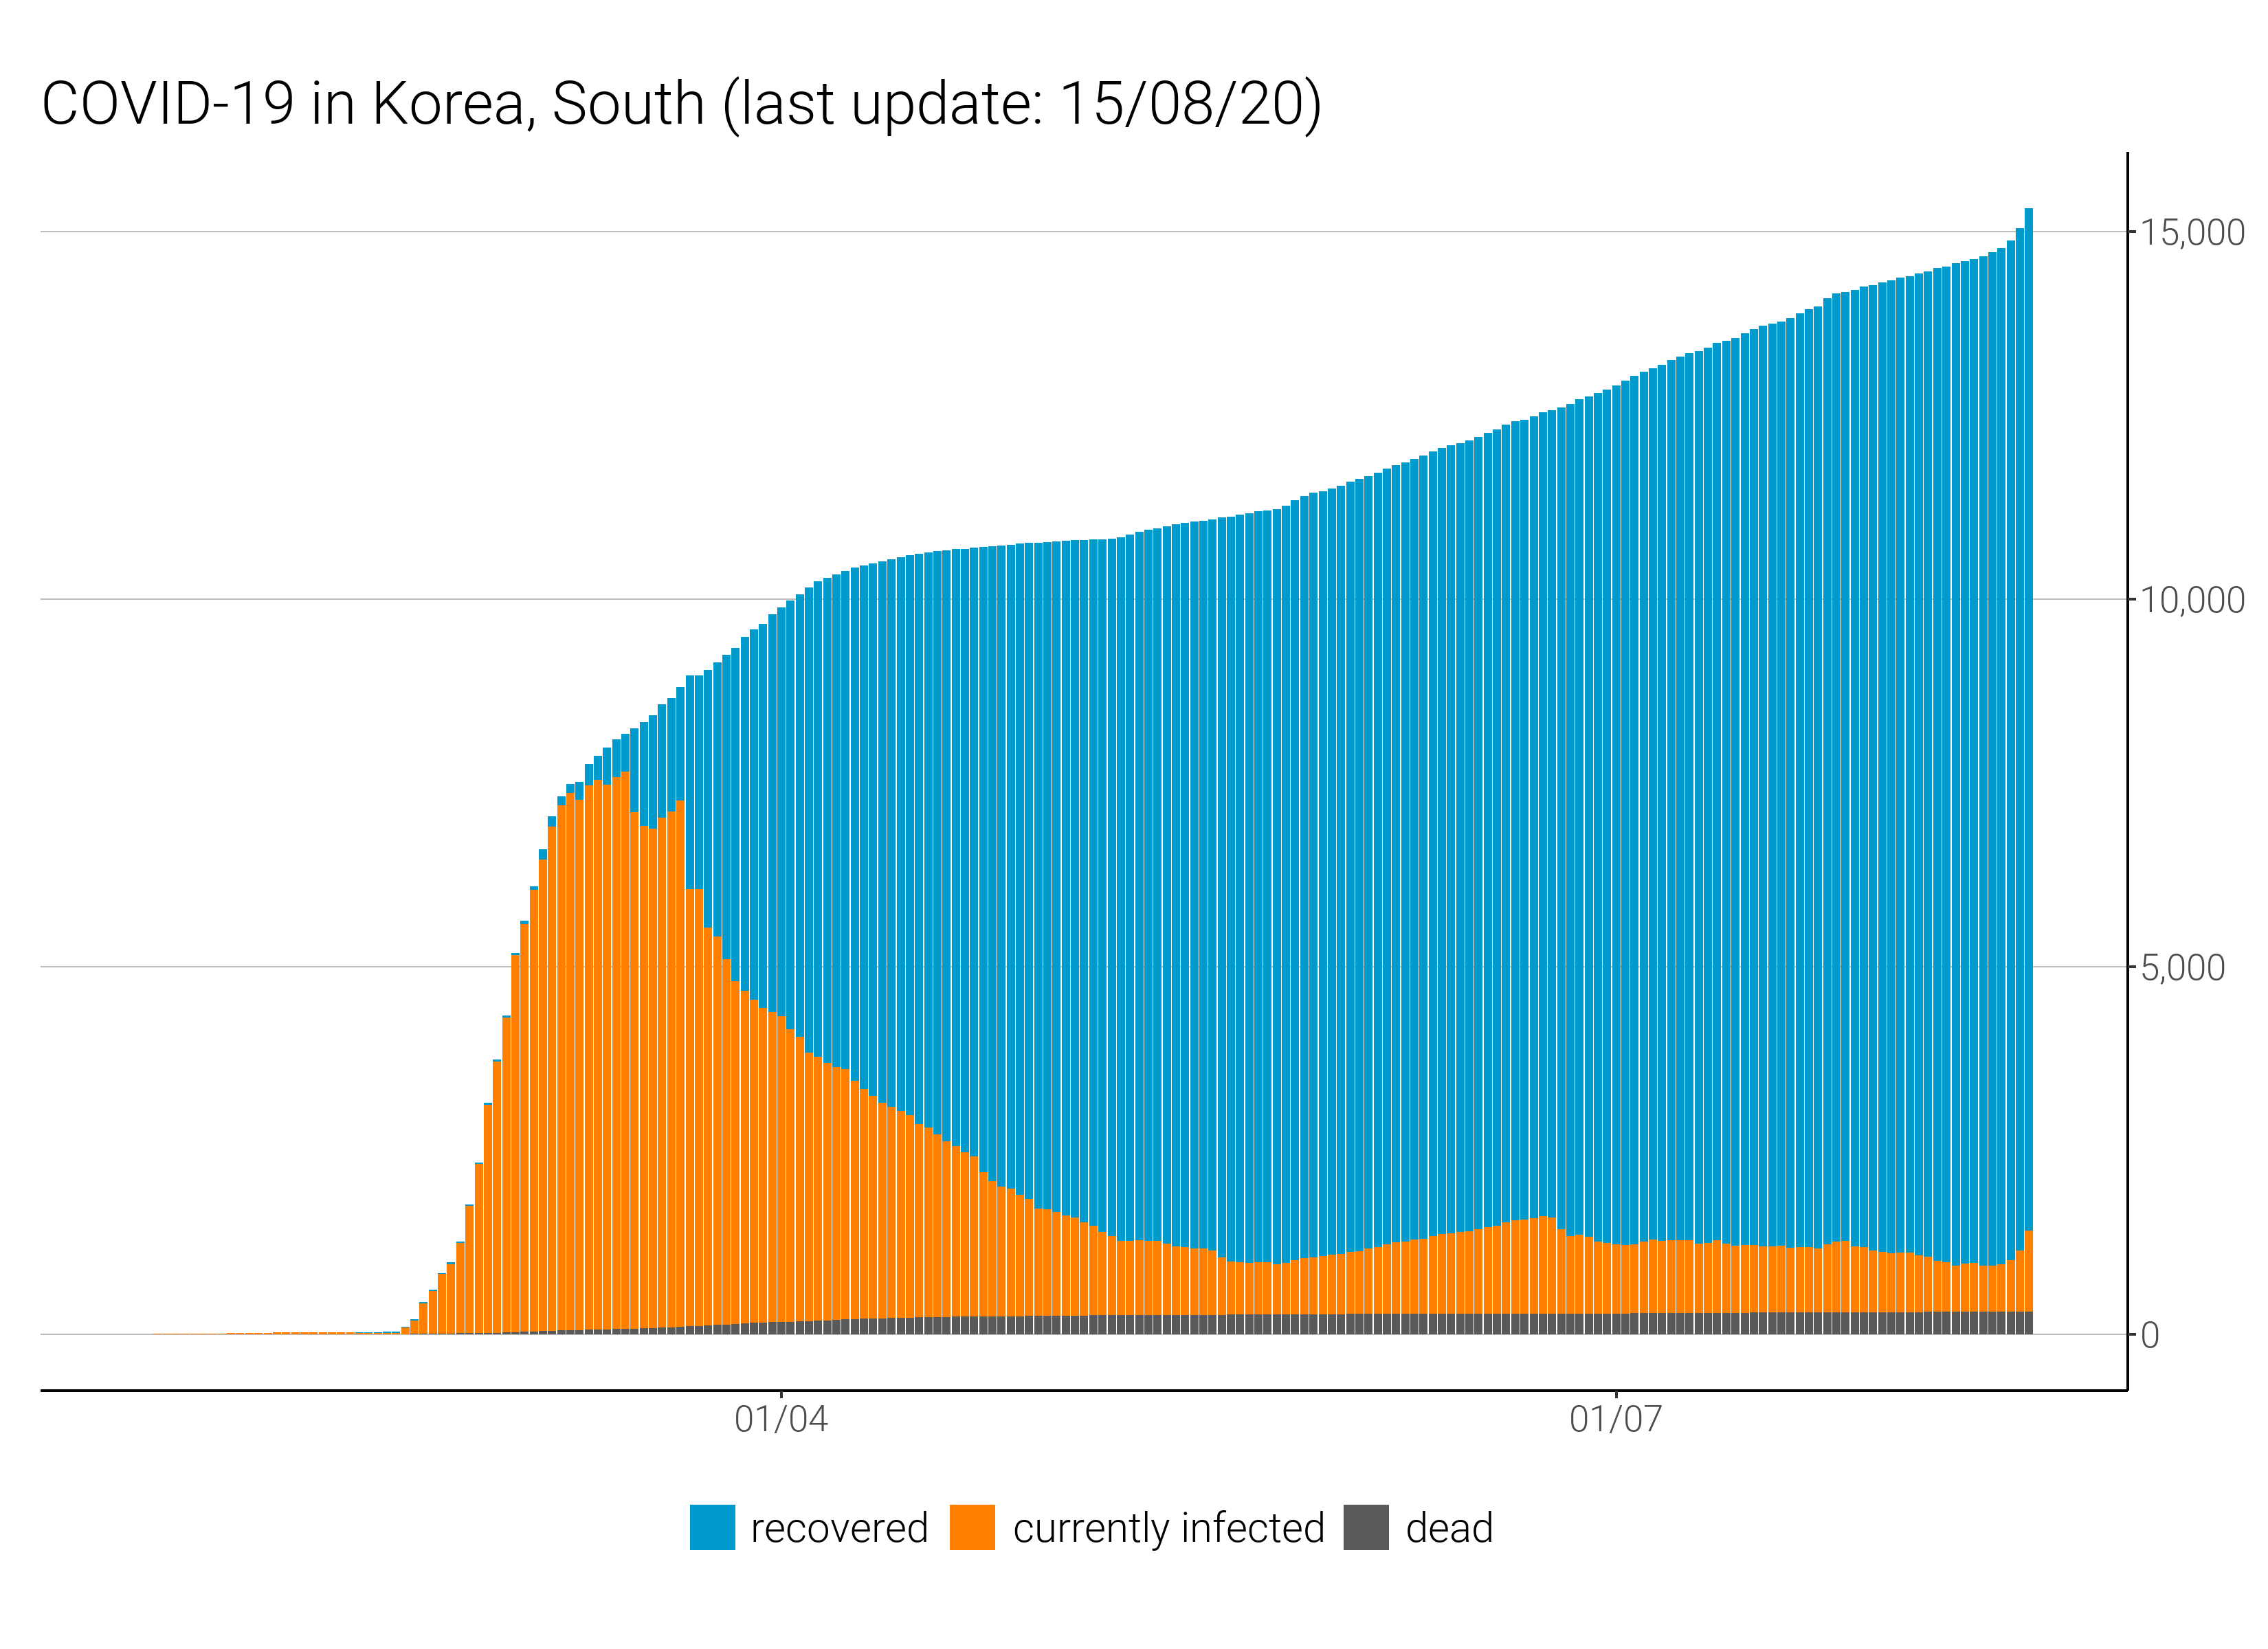 COVID-19 in Korea, South (last update: 15/08/20)
15,000
10,000
5,000
0
01/04 01/07
recovered currently infected dead